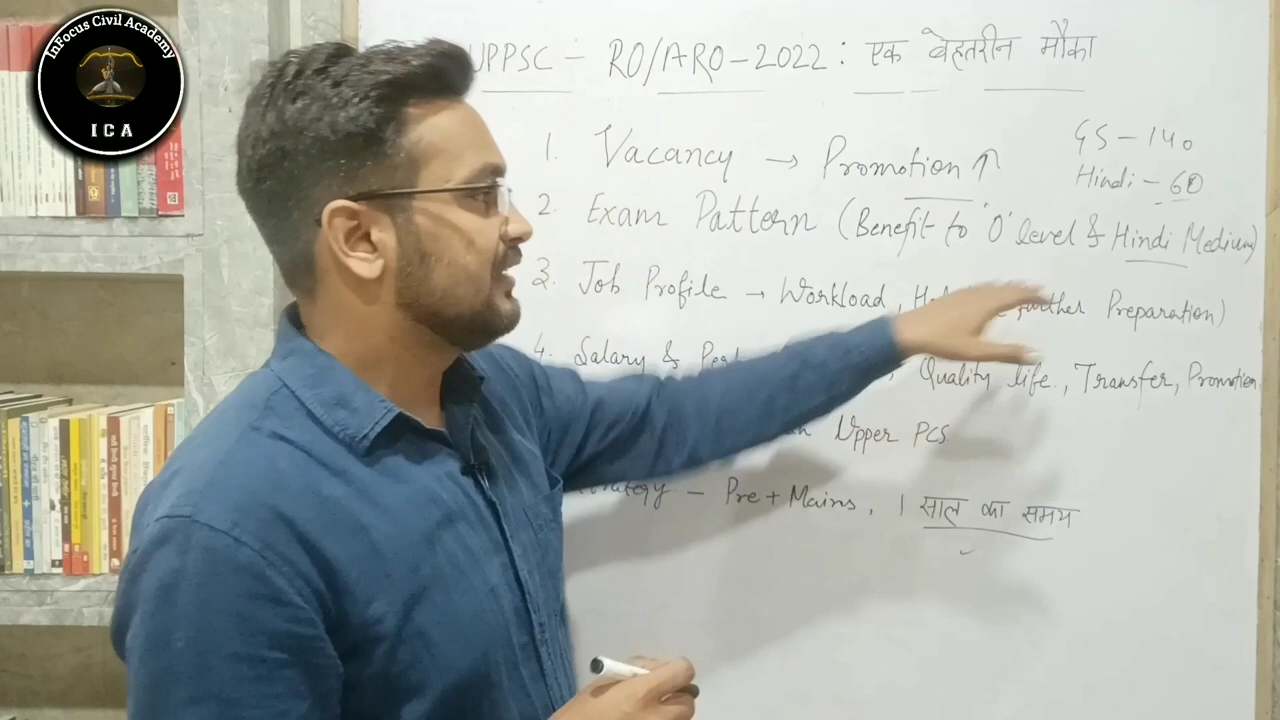 InFocus Civil Academy
ICA
UPPSC - RO/ARO-2022 : एक बेहतरीन मौका
GS - 140
Hindi - 60
1. Vacancy → Promotion ↑
2. Exam Pattern (Benefit to 'O' level & Hindi Medium)
3. Job Profile → Workload, further Preparation)
4. Salary & Quality life., Transfer, Promotion
Upper PCS
- Pre + Mains, 1 साल का समय